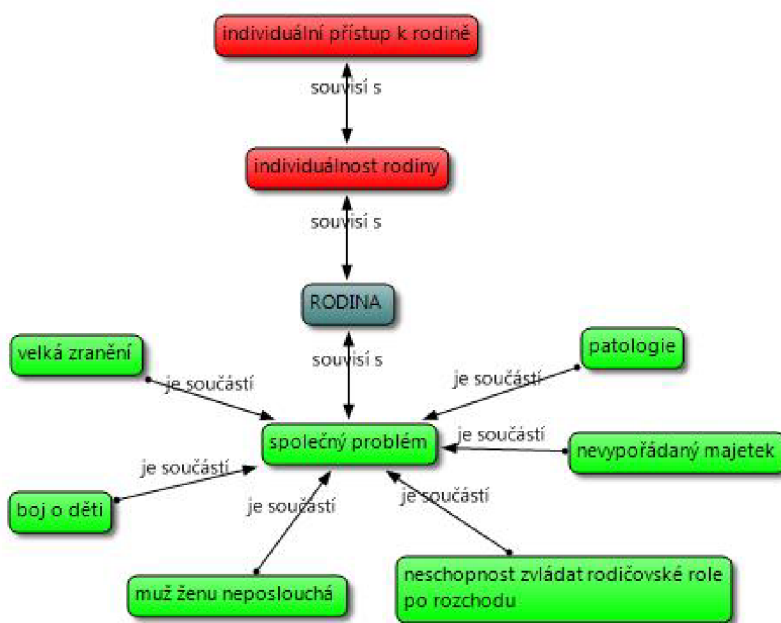 individuální přístup k rodině
souvisí s
individuálnost rodiny
souvisí s
RODINA
velká zranění
souvisí s
patologie
je součástí
je součástí
společný problém
je součástí
nevypořádaný majetek
je součástí
boj o děti
je součástí
je součástí
muž ženu neposlouchá
neschopnost zvládat rodičovské role
po rozchodu